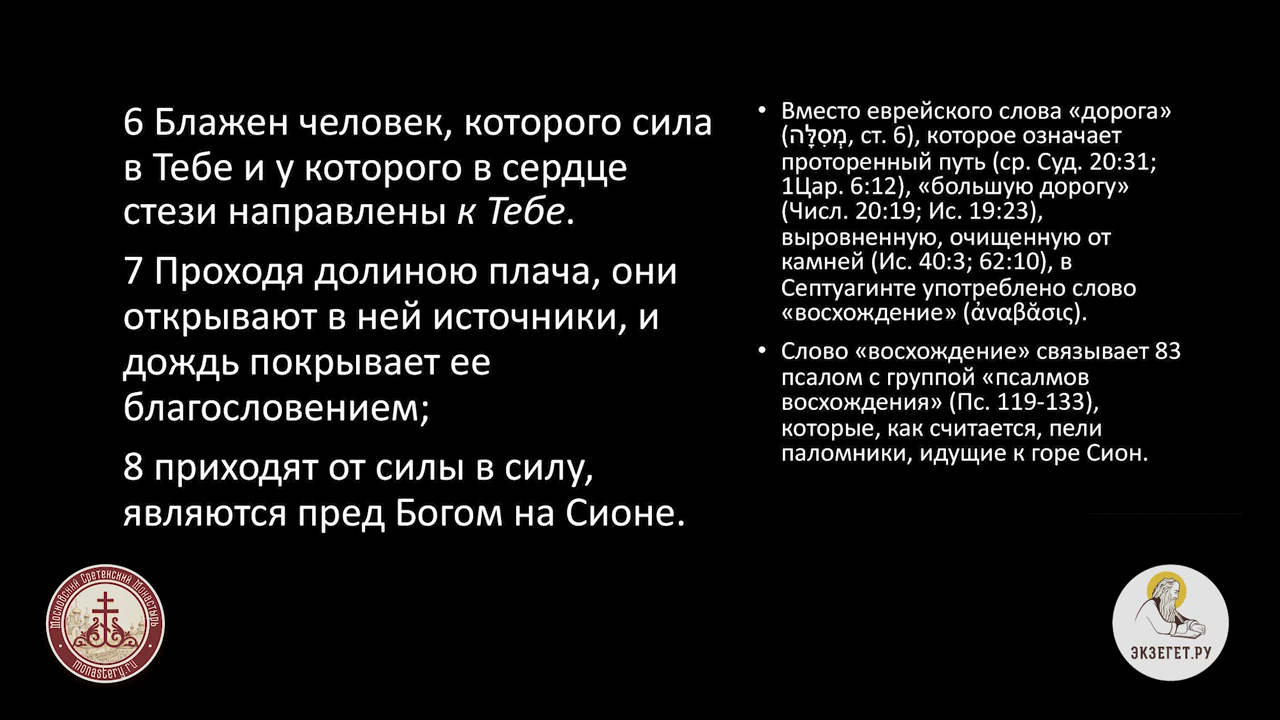 6 Блажен человек, которого сила
в Тебе и у которого в сердце
стези направлены к Тебе.
7 Проходя долиною плача, они
открывают в ней источники, и
дождь покрывает ее
благословением;
8 приходят от силы в силу,
являются пред Богом на Сионе.
• Вместо еврейского слова «дорога»
(מְסִלָּה, ст. 6), которое означает
проторенный путь (ср. Суд. 20:31;
1Цар. 6:12), «большую дорогу»
(Числ. 20:19; Ис. 19:23),
выровненную, очищенную от
камней (Ис. 40:3; 62:10), в
Септуагинте употреблено слово
«восхождение» (ἀναβᾰσις).
• Слово «восхождение» связывает 83
псалом с группой «псалмов
восхождения» (Пс. 119-133),
которые, как считается, пели
паломники, идущие к горе Сион.
Московский Сретенский Монастырь
monastery.ru
ЭКЗЕГЕТ.РУ